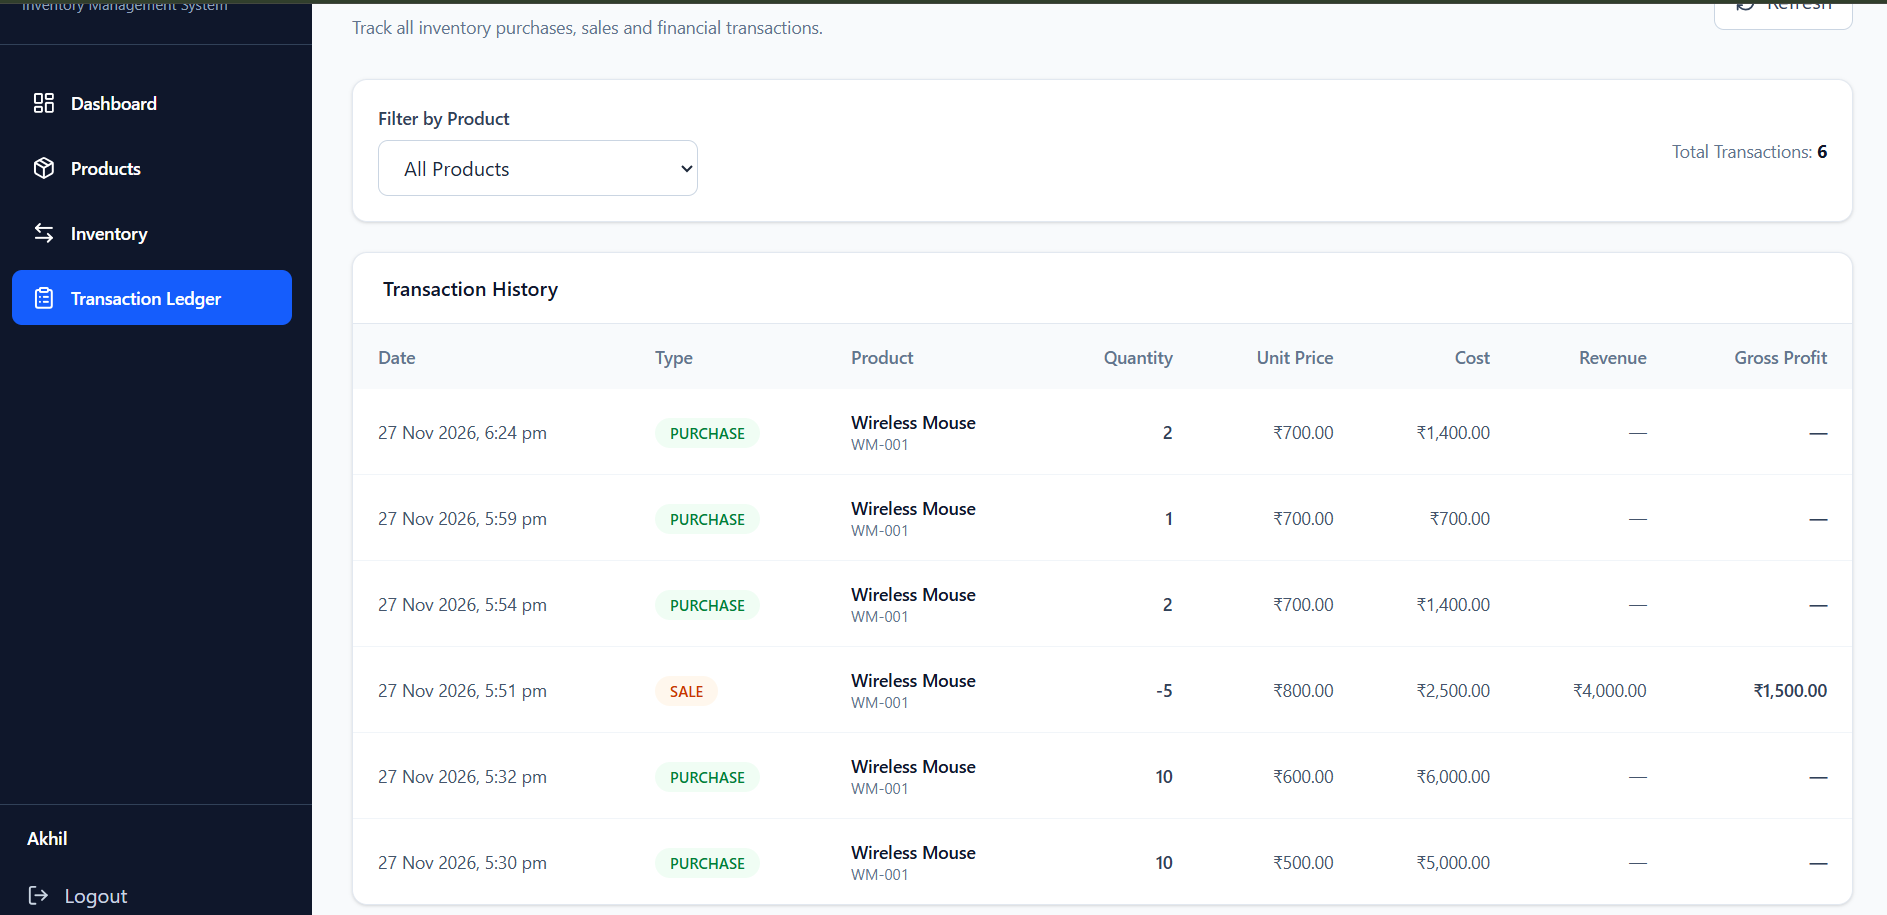 Inventory Management System
Dashboard
Products
Inventory
Transaction Ledger
Akhil
Logout
Refresh
Track all inventory purchases, sales and financial transactions.
Filter by Product
All Products
Total Transactions: 6
Transaction History
Date Type Product Quantity Unit Price Cost Revenue Gross Profit
27 Nov 2026, 6:24 pm PURCHASE Wireless Mouse 2 ₹700.00 ₹1,400.00 — —
WM-001
27 Nov 2026, 5:59 pm PURCHASE Wireless Mouse 1 ₹700.00 ₹700.00 — —
WM-001
27 Nov 2026, 5:54 pm PURCHASE Wireless Mouse 2 ₹700.00 ₹1,400.00 — —
WM-001
27 Nov 2026, 5:51 pm SALE Wireless Mouse -5 ₹800.00 ₹2,500.00 ₹4,000.00 ₹1,500.00
WM-001
27 Nov 2026, 5:32 pm PURCHASE Wireless Mouse 10 ₹600.00 ₹6,000.00 — —
WM-001
27 Nov 2026, 5:30 pm PURCHASE Wireless Mouse 10 ₹500.00 ₹5,000.00 — —
WM-001